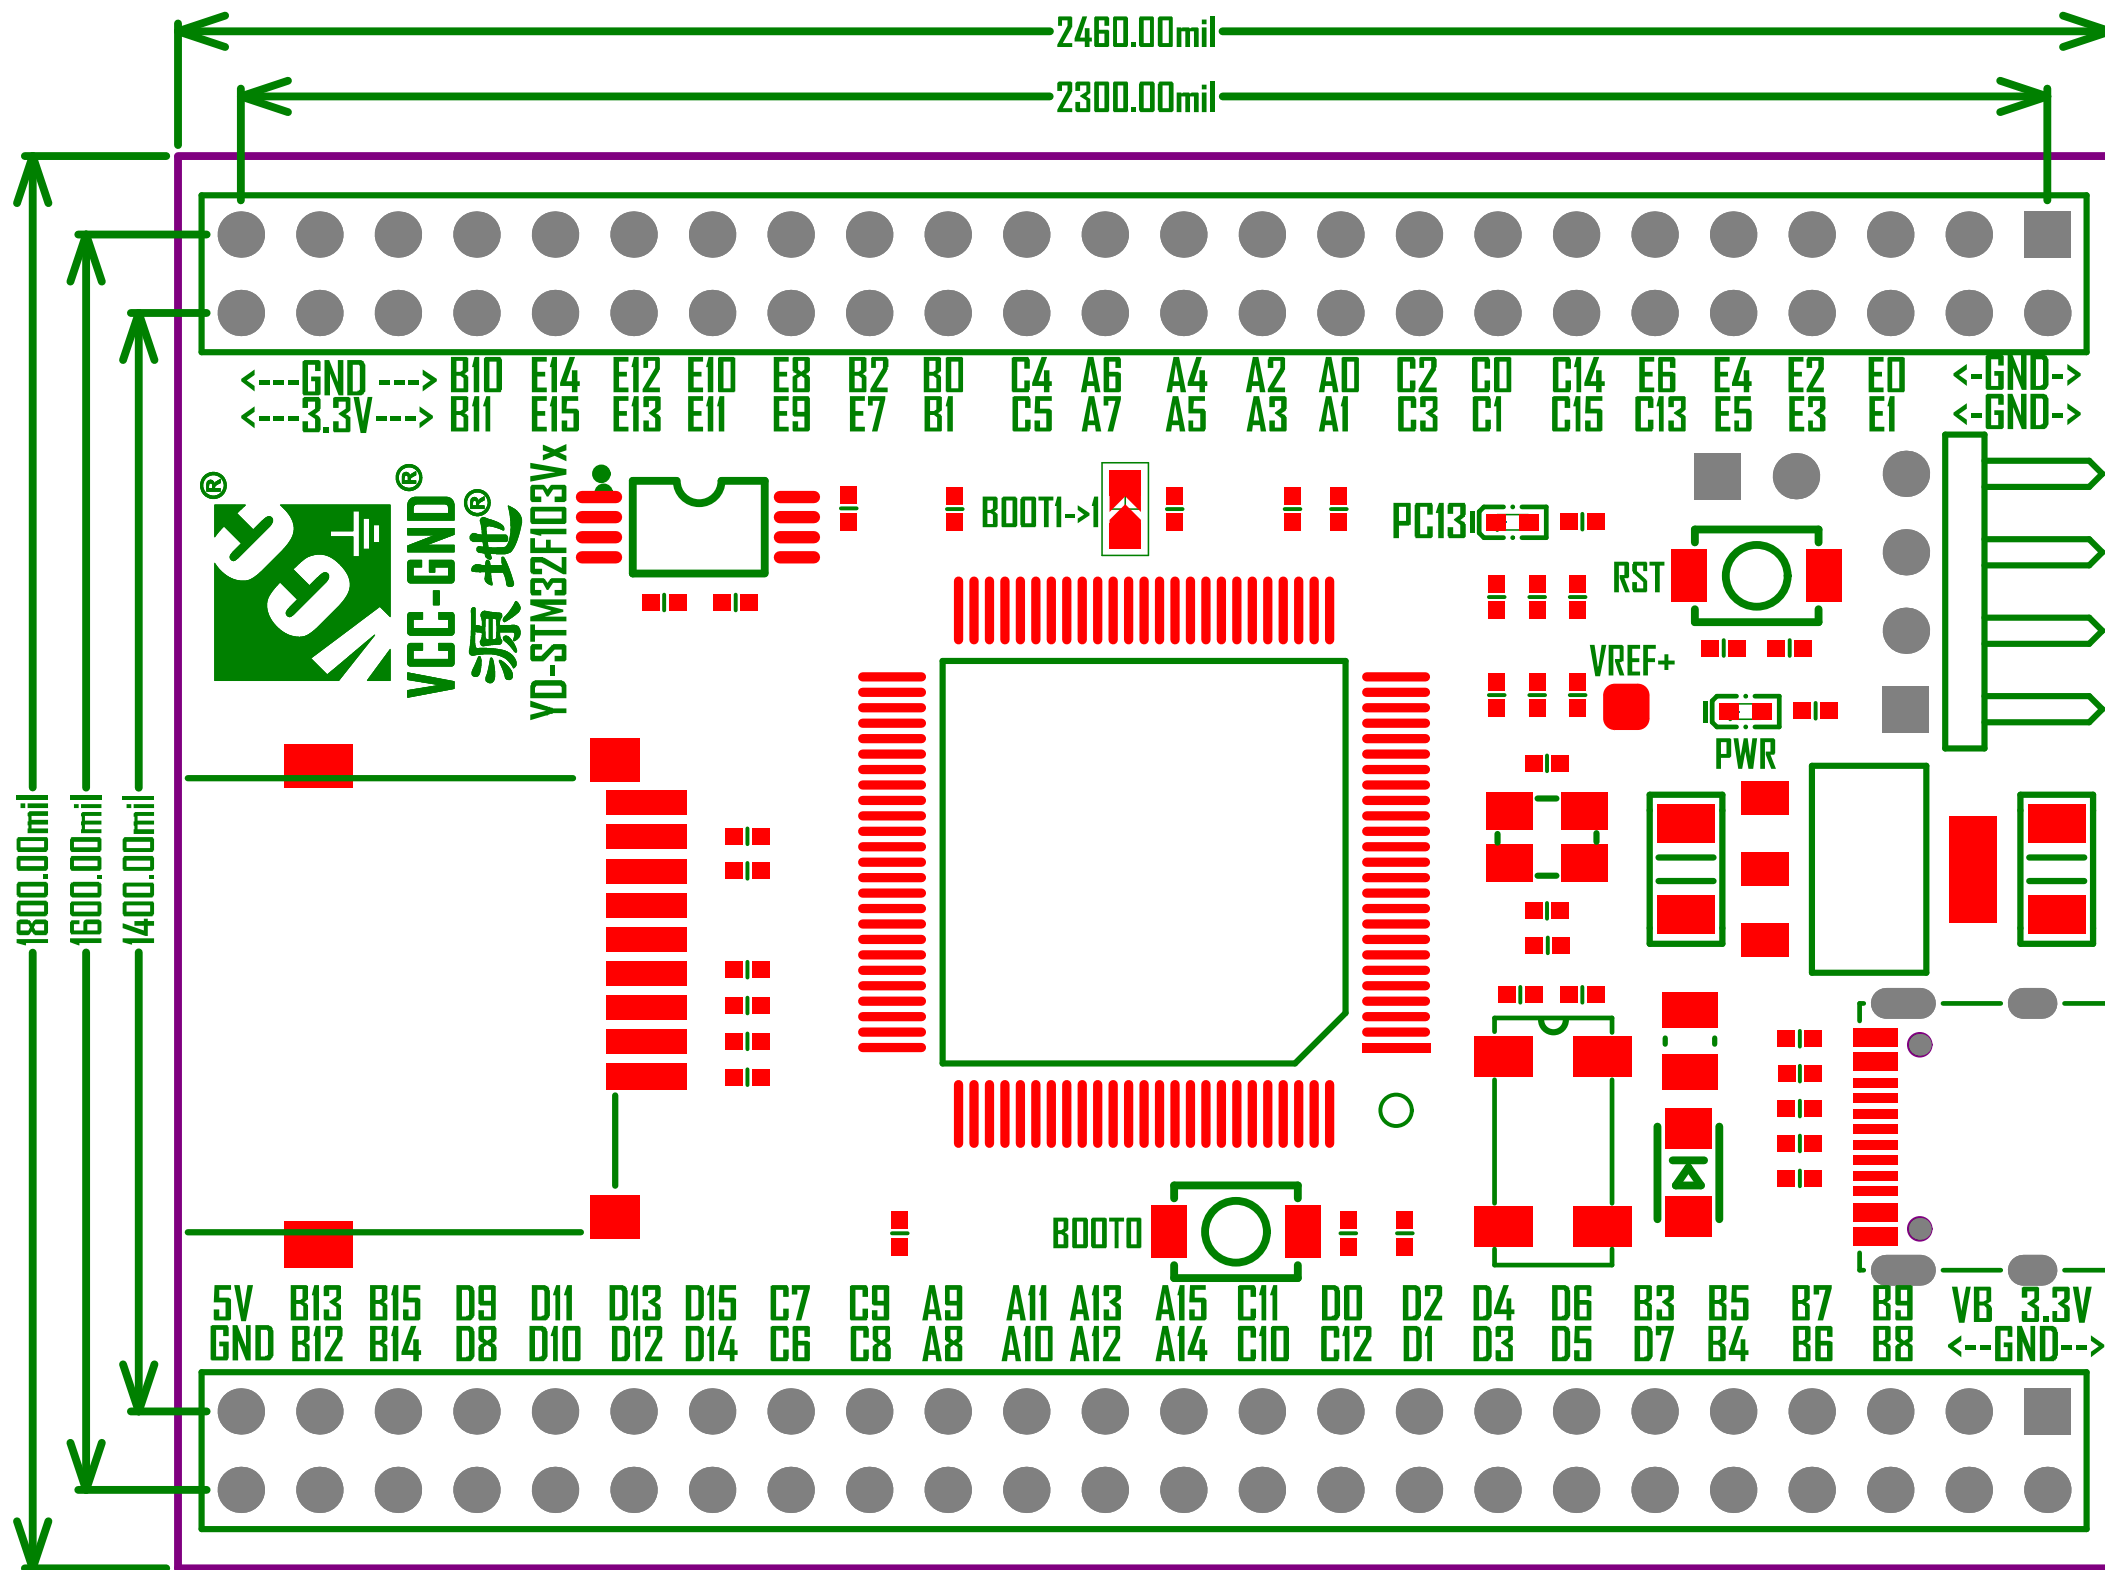 2460.00mil
2300.00mil
1800.00mil
1600.00mil
1400.00mil
<---GND ---> B10 E14 E12 E10 E8 B2 B0 C4 A6 A4 A2 A0 C2 C0 C14 E6 E4 E2 E0 <-GND->
<---3.3V---> B11 E15 E13 E11 E9 E7 B1 C5 A7 A5 A3 A1 C3 C1 C15 C13 E5 E3 E1 <-GND->
®
VCC-GND®
源地®
YD-STM32F103Vx
BOOT1->1
PC13
RST
VREF+
PWR
BOOT0
5V B13 B15 D9 D11 D13 D15 C7 C9 A9 A11 A13 A15 C11 D0 D2 D4 D6 B3 B5 B7 B9 VB 3.3V
GND B12 B14 D8 D10 D12 D14 C6 C8 A8 A10 A12 A14 C10 C12 D1 D3 D5 D7 B4 B6 B8 <--GND-->